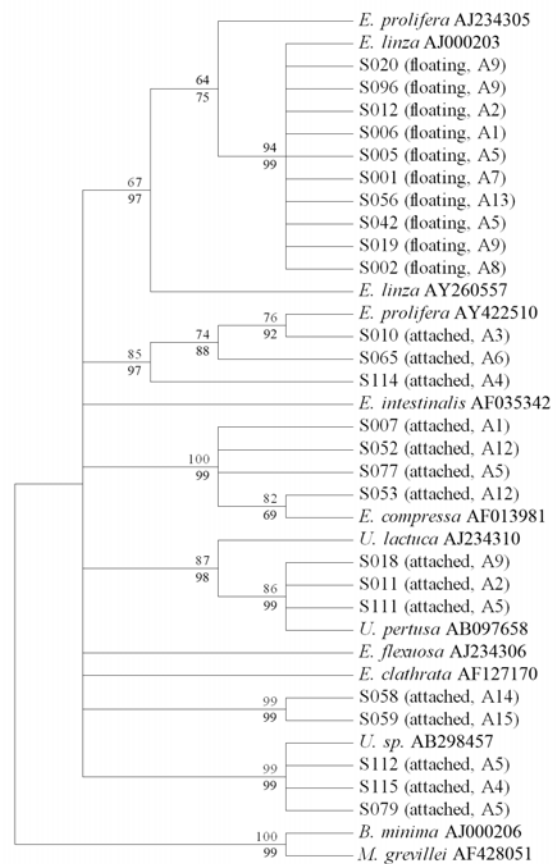 E. prolifera AJ234305
E. linza AJ000203
64
S020 (floating, A9)
75
S096 (floating, A9)
S012 (floating, A2)
S006 (floating, A1)
94
S005 (floating, A5)
99
S001 (floating, A7)
67
S056 (floating, A13)
97
S042 (floating, A5)
S019 (floating, A9)
S002 (floating, A8)
E. linza AY260557
76
E. prolifera AY422510
74
92
S010 (attached, A3)
85
88
S065 (attached, A6)
97
S114 (attached, A4)
E. intestinalis AF035342
S007 (attached, A1)
S052 (attached, A12)
100
S077 (attached, A5)
99
82
S053 (attached, A12)
69
E. compressa AF013981
U. lactuca AJ234310
87
S018 (attached, A9)
98
86
S011 (attached, A2)
99
S111 (attached, A5)
U. pertusa AB097658
E. flexuosa AJ234306
E. clathrata AF127170
99
S058 (attached, A14)
99
S059 (attached, A15)
U. sp. AB298457
99
S112 (attached, A5)
99
S115 (attached, A4)
S079 (attached, A5)
100
B. minima AJ000206
99
M. grevillei AF428051